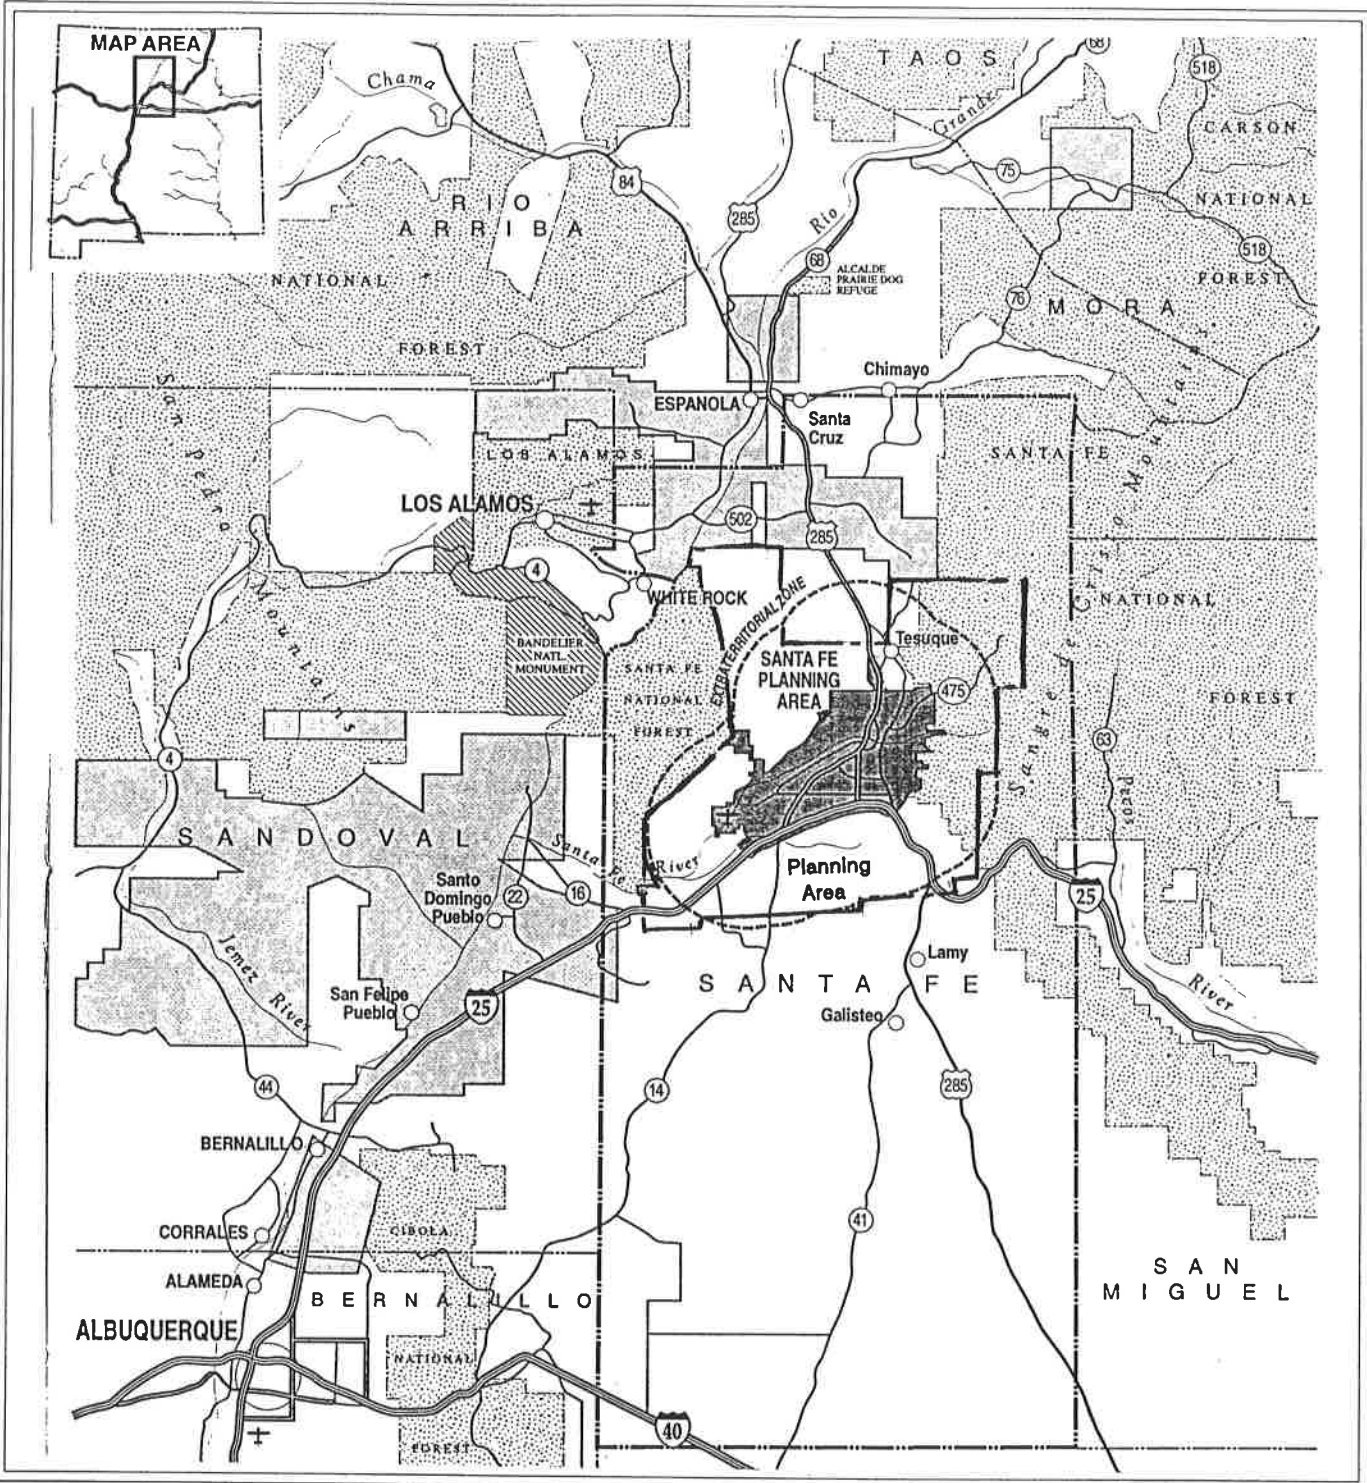 MAP AREA
Chama
TAOS
68
518
Grande
CARSON
84
75
RIO
ARRIBA
285
Rio
NATIONAL
518
68
ALCALDE
PRAIRIE DOG
REFUGE
NATIONAL
FOREST
76
MORA
FOREST
San Pedro Mountains
Chimayo
ESPANOLA
Santa
Cruz
Sangre de Cristo Mountains
LOS ALAMOS
SANTA FE
LOS ALAMOS
502
285
4
WHITE ROCK
NATIONAL
EXTRATERRITORIAL ZONE
BANDELIER
NATL.
MONUMENT
Tesuque
SANTA FE
NATIONAL
FOREST
SANTA FE
PLANNING
AREA
475
FOREST
63
4
Pecos
SANDOVAL
Santa Fe River
Planning
Area
Santo
Domingo
Pueblo
22
16
25
Jemez River
Lamy
SANTA FE
San Felipe
Pueblo
25
River
Galisteo
44
14
285
BERNALILLO
CORRALES
CIBOLA
41
ALAMEDA
BERNALILLO
SAN
MIGUEL
ALBUQUERQUE
NATIONAL
40
FOREST